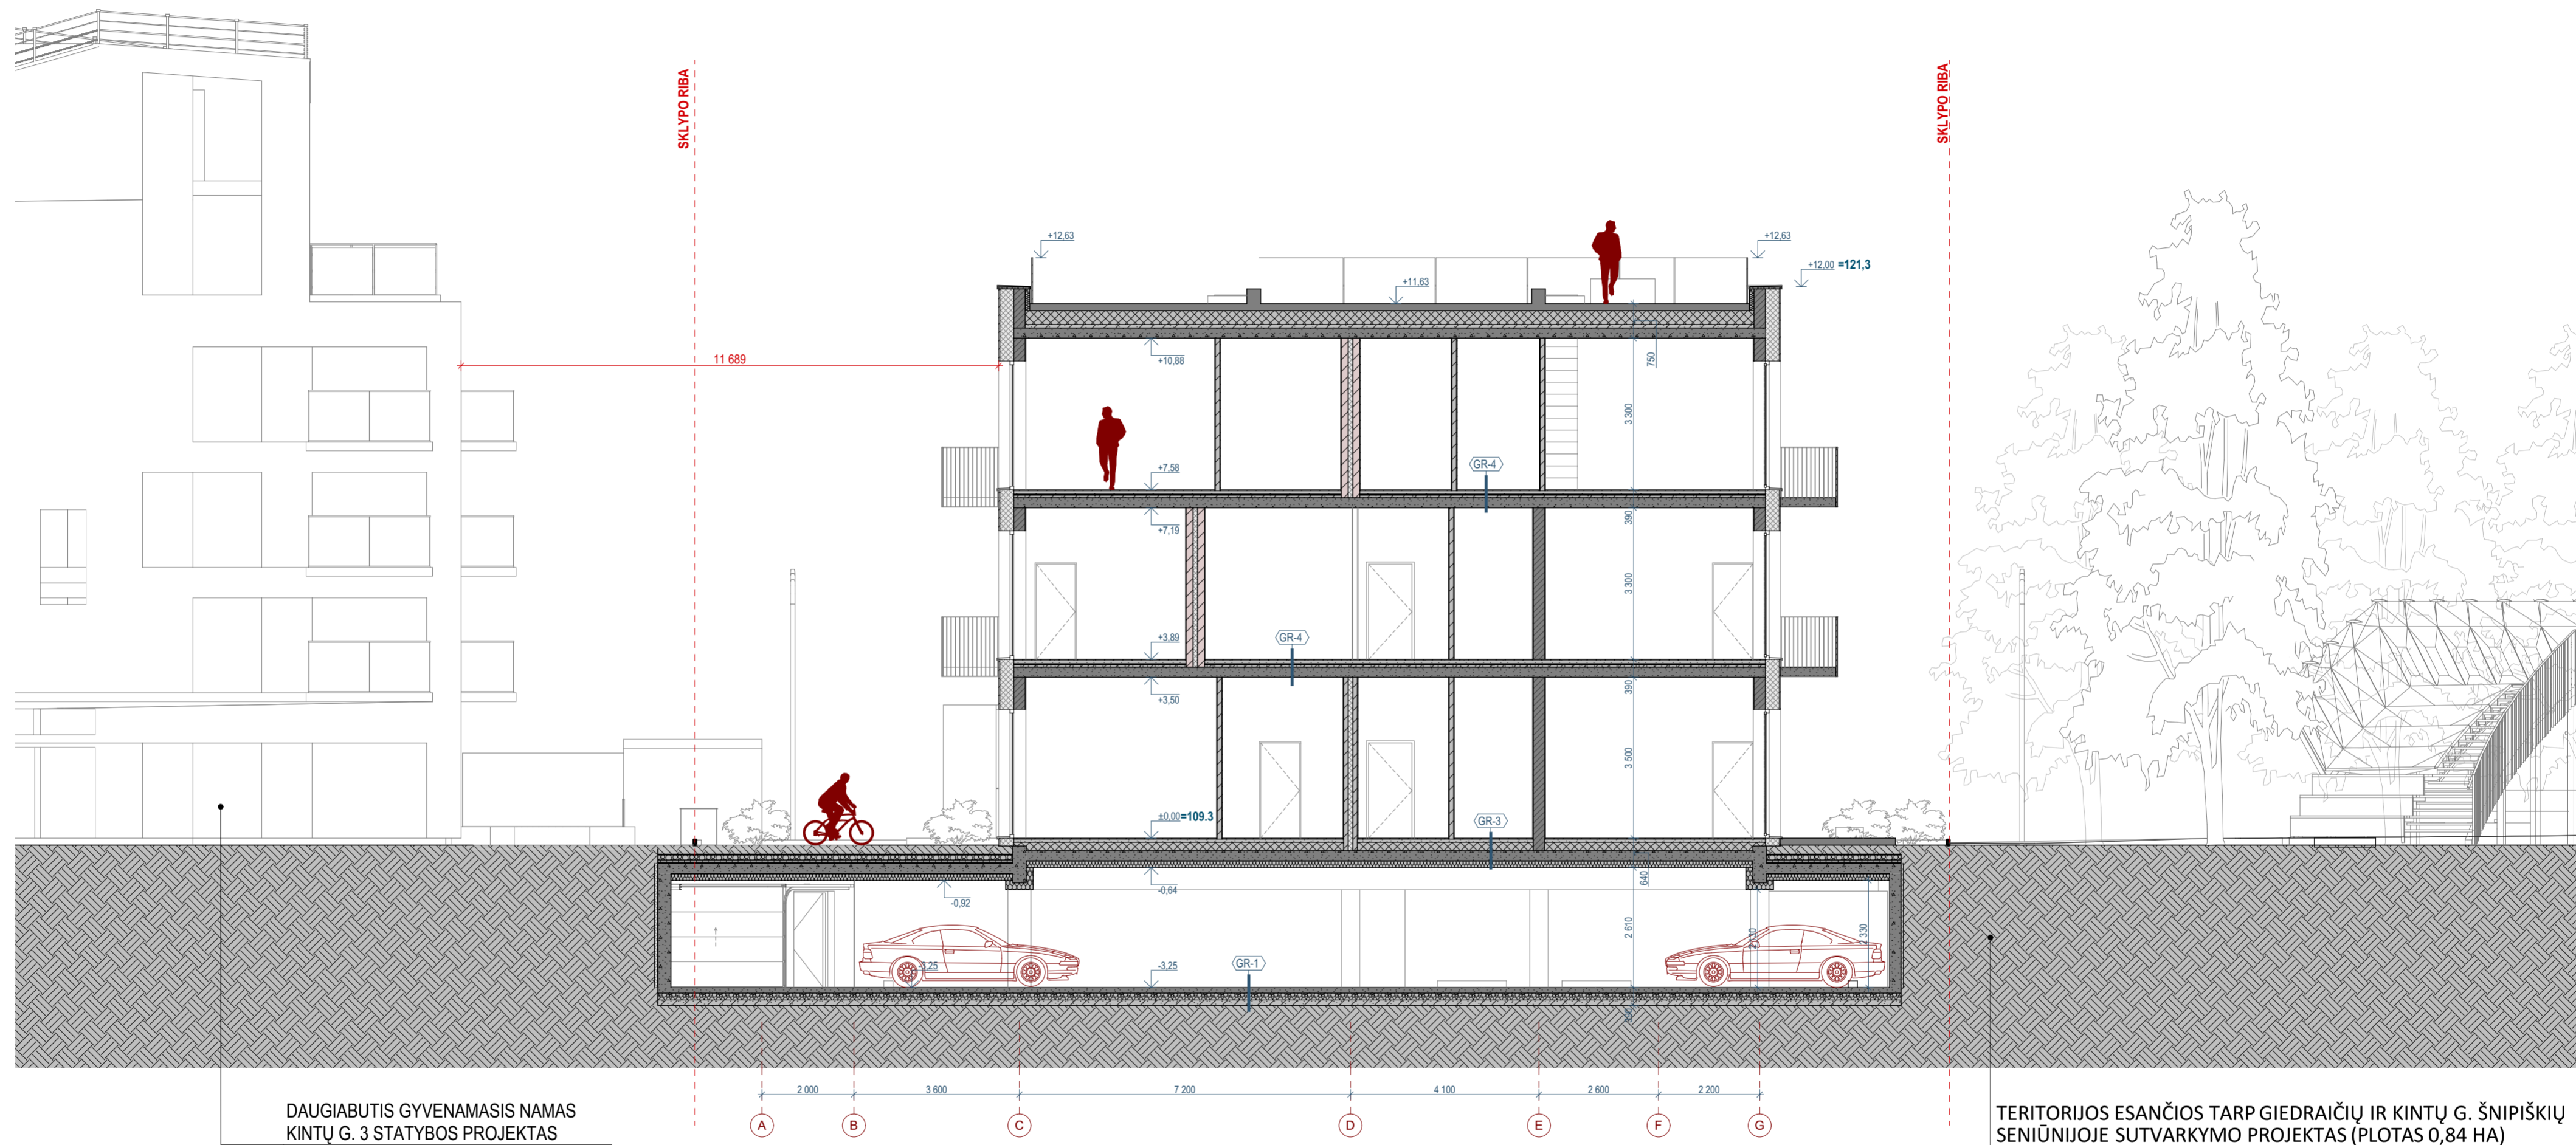 SKLYPO RIBA
SKLYPO RIBA
+12,63
+12,63
+12,00 =121,3
+11,63
11 689
+10,88
750
3 300
+7,58
GR-4
390
+7,19
3 300
+3,89
GR-4
390
+3,50
3 500
±0,00=109.3
GR-3
-0,64
640
-0,92
2 610
2 330
-3,25
-3,25
GR-1
2 000
3 600
7 200
4 100
2 600
2 200
A
B
C
D
E
F
G
DAUGIABUTIS GYVENAMASIS NAMAS
KINTŲ G. 3 STATYBOS PROJEKTAS
TERITORIJOS ESANČIOS TARP GIEDRAIČIŲ IR KINTŲ G. ŠNIPIŠKIŲ
SENIŪNIJOJE SUTVARKYMO PROJEKTAS (PLOTAS 0,84 HA)